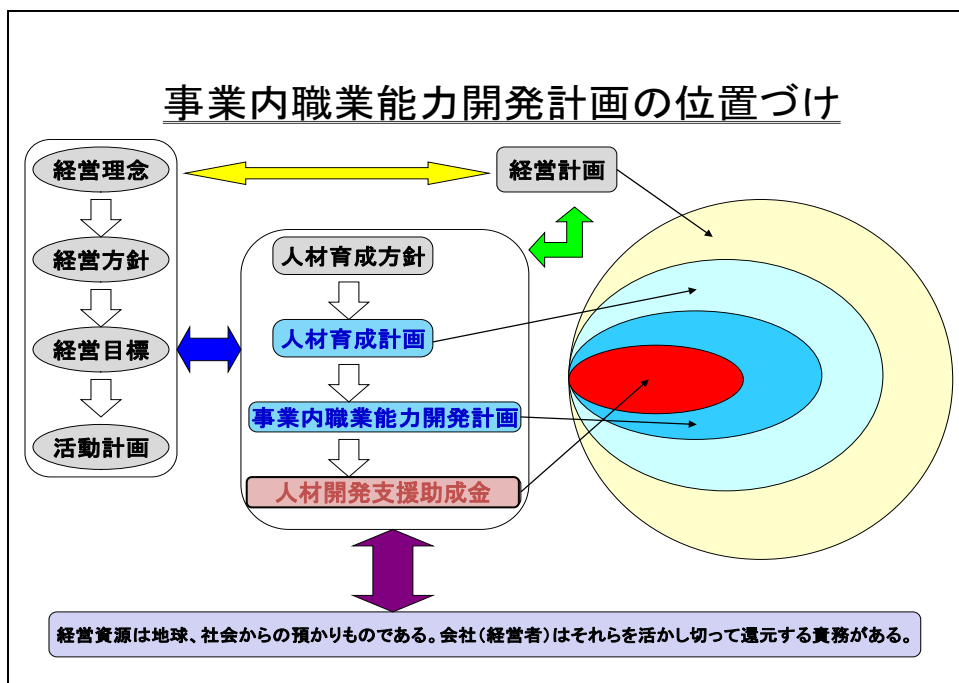 事業内職業能力開発計画の位置づけ
経営理念
経営方針
経営目標
活動計画
経営計画
人材育成方針
人材育成計画
事業内職業能力開発計画
人材開発支援助成金
経営資源は地球、社会からの預かりものである。会社（経営者）はそれらを活かし切って還元する責務がある。